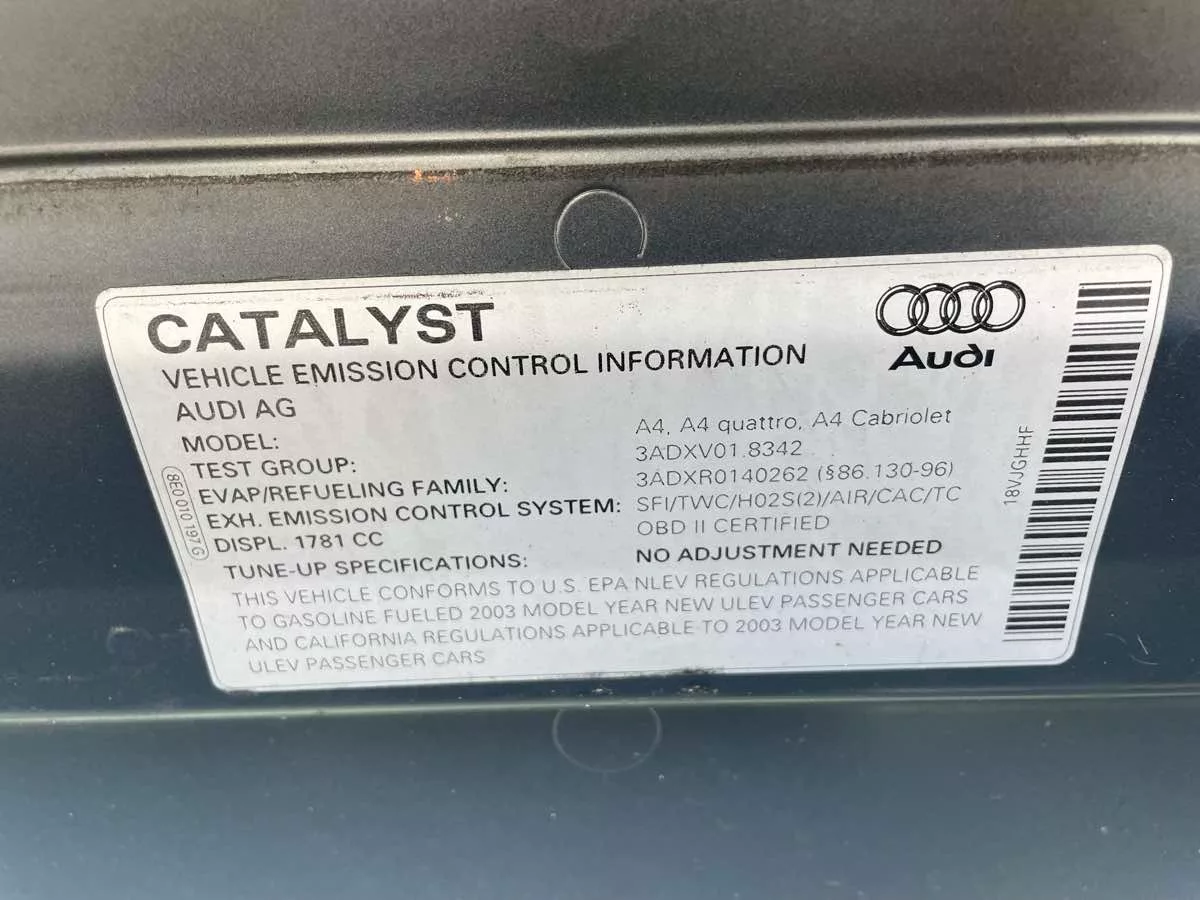 CATALYST
VEHICLE EMISSION CONTROL INFORMATION
AUDI AG
Audi
MODEL: A4, A4 quattro, A4 Cabriolet
TEST GROUP: 3ADXV01.8342
EVAP/REFUELING FAMILY: 3ADXR0140262 (§86.130-96)
EXH. EMISSION CONTROL SYSTEM: SFI/TWC/H02S(2)/AIR/CAC/TC
DISPL. 1781 CC OBD II CERTIFIED
TUNE-UP SPECIFICATIONS: NO ADJUSTMENT NEEDED
THIS VEHICLE CONFORMS TO U.S. EPA NLEV REGULATIONS APPLICABLE
TO GASOLINE FUELED 2003 MODEL YEAR NEW ULEV PASSENGER CARS
AND CALIFORNIA REGULATIONS APPLICABLE TO 2003 MODEL YEAR NEW
ULEV PASSENGER CARS
8E0 010 197 G
18VJGHHF